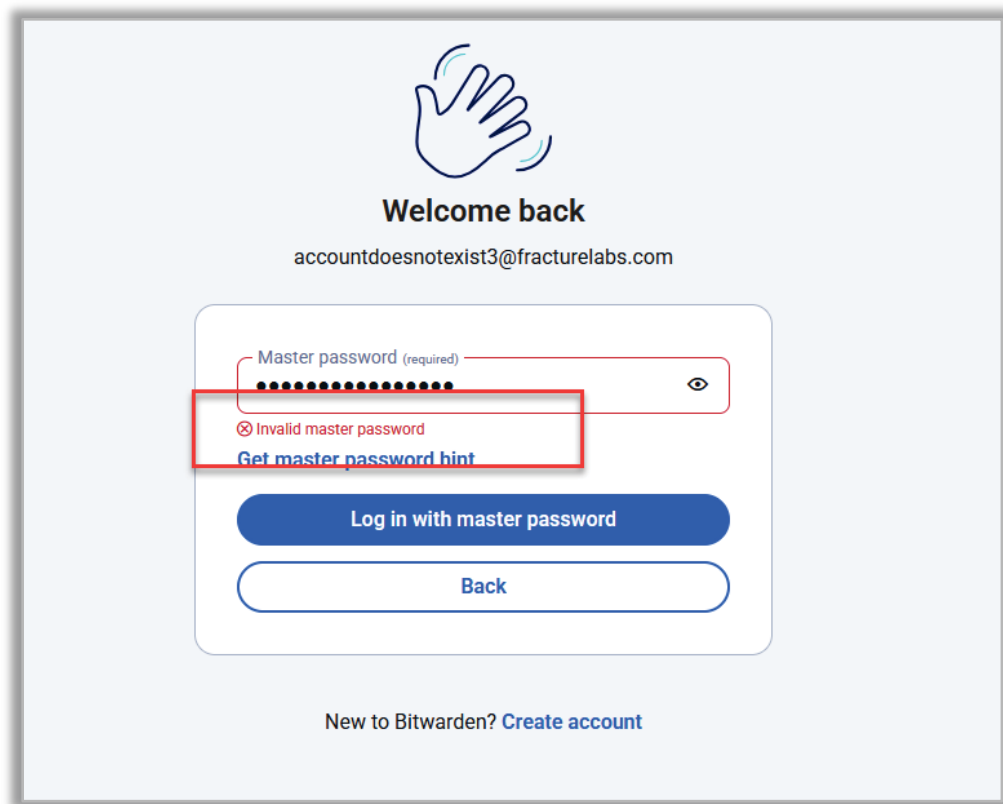 Welcome back
accountdoesnotexist3@fracturelabs.com
Master password (required)
Invalid master password
Get master password hint
Log in with master password
Back
New to Bitwarden? Create account